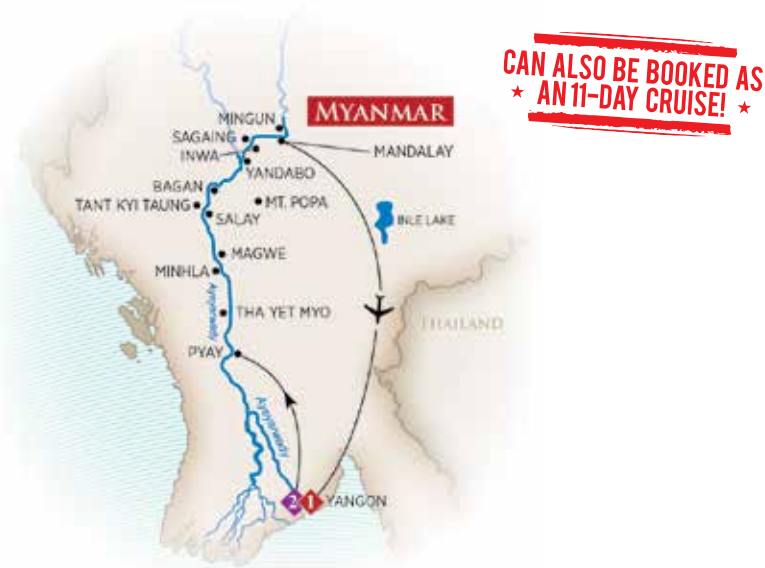 CAN ALSO BE BOOKED AS
AN 11-DAY CRUISE!
MYANMAR
MINGUN
SAGAING
INWA
MANDALAY
YANDABO
BAGAN
TANT KYI TAUNG
MT. POPA
SALAY
INLE LAKE
MAGWE
MINHLA
Ayeyarwady
THA YET MYO
THAILAND
PYAY
Ayeyarwady
2
1
YANGON